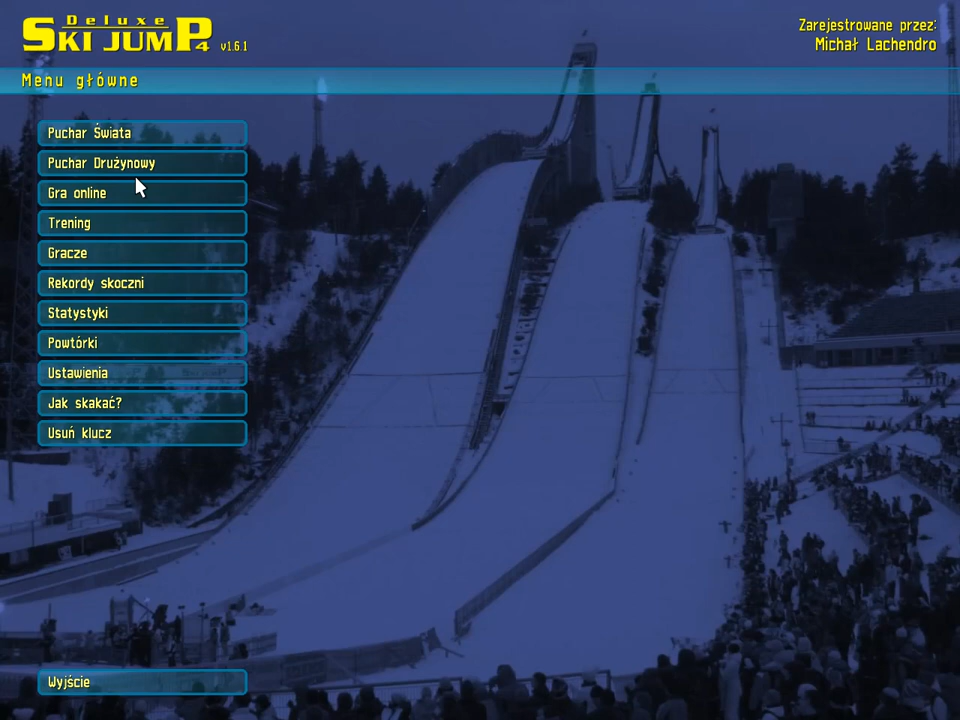 Deluxe
SKI JUMP 4 v1.6.1
Zarejestrowane przez:
Michał Lachendro
Menu główne
Puchar Świata
Puchar Drużynowy
Gra online
Trening
Gracze
Rekordy skoczni
Statystyki
Powtórki
Ustawienia
Jak skakać?
Usuń klucz
Wyjście